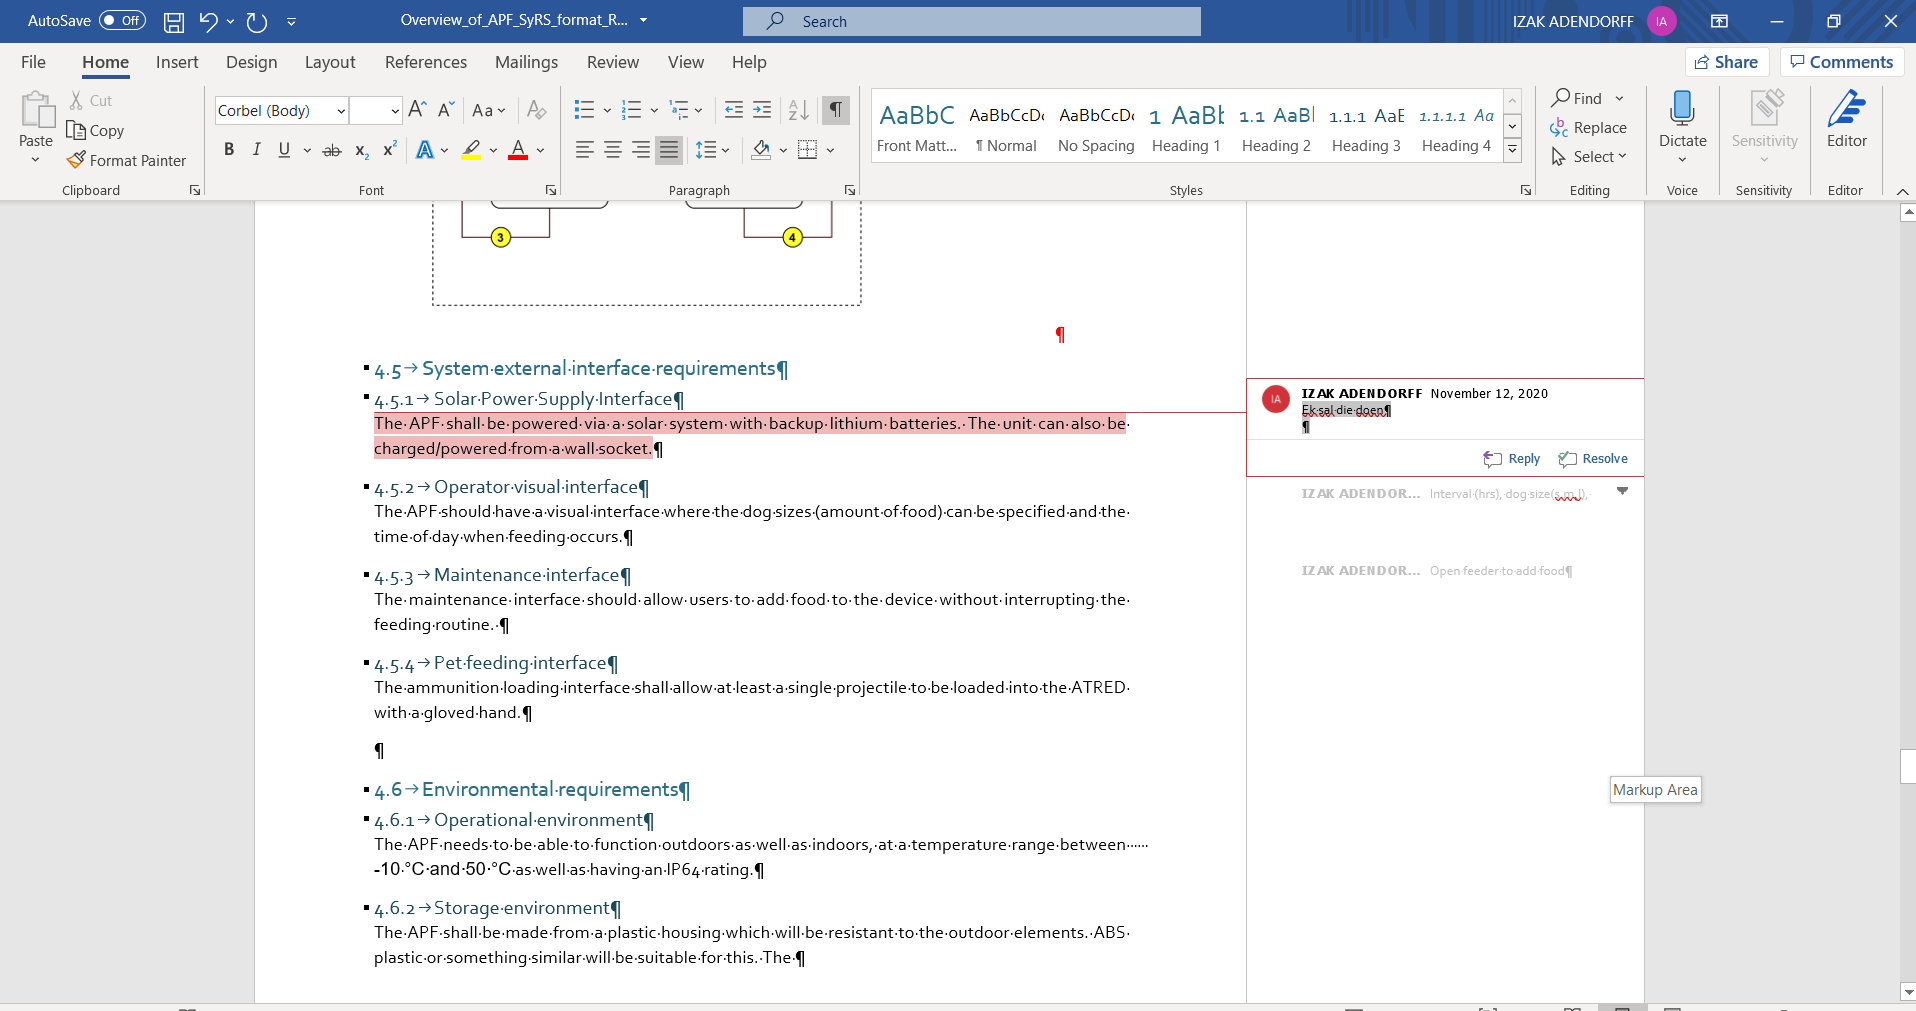 AutoSave Off Overview_of_APF_SyRS_format_R... Search IZAK ADENDORFF IA
File Home Insert Design Layout References Mailings Review View Help Share Comments
Paste Cut Copy Format Painter
Clipboard
Corbel (Body) Aa
B I U ab x2 x2 A A
Font
¶
Paragraph
AaBbC AaBbCcDc AaBbCcDc 1 AaBb 1.1 AaBl 1.1.1 AaE 1.1.1.1 Aa
Front Matt... ¶ Normal No Spacing Heading 1 Heading 2 Heading 3 Heading 4
Styles
Find
Replace
Select
Editing
Dictate
Voice
Sensitivity
Sensitivity
Editor
Editor
3 4
¶
4.5→System·external·interface·requirements¶
4.5.1→Solar·Power·Supply·Interface¶
The·APF·shall·be·powered·via·a·solar·system·with·backup·lithium·batteries.·The·unit·can·also·be·
charged/powered·from·a·wall·socket.¶
4.5.2→Operator·visual·interface¶
The·APF·should·have·a·visual·interface·where·the·dog·sizes·(amount·of·food)·can·be·specified·and·the·
time·of·day·when·feeding·occurs.¶
4.5.3→Maintenance·interface¶
The·maintenance·interface·should·allow·users·to·add·food·to·the·device·without·interrupting·the·
feeding·routine.·¶
4.5.4→Pet·feeding·interface¶
The·ammunition·loading·interface·shall·allow·at·least·a·single·projectile·to·be·loaded·into·the·ATRED·
with·a·gloved·hand.¶
¶
4.6→Environmental·requirements¶
4.6.1→Operational·environment¶
The·APF·needs·to·be·able·to·function·outdoors·as·well·as·indoors,·at·a·temperature·range·between······
-10·°C·and·50·°C·as·well·as·having·an·IP64·rating.¶
4.6.2→Storage·environment¶
The·APF·shall·be·made·from·a·plastic·housing·which·will·be·resistant·to·the·outdoor·elements.·ABS·
plastic·or·something·similar·will·be·suitable·for·this.·The·¶
IA IZAK ADENDORFF November 12, 2020
Ek·sal·die·doen¶
¶
Reply Resolve
IZAK ADENDOR... Interval·(hrs),·dog·size(s,m,l),·
IZAK ADENDOR... Open·feeder·to·add·food¶
Markup Area